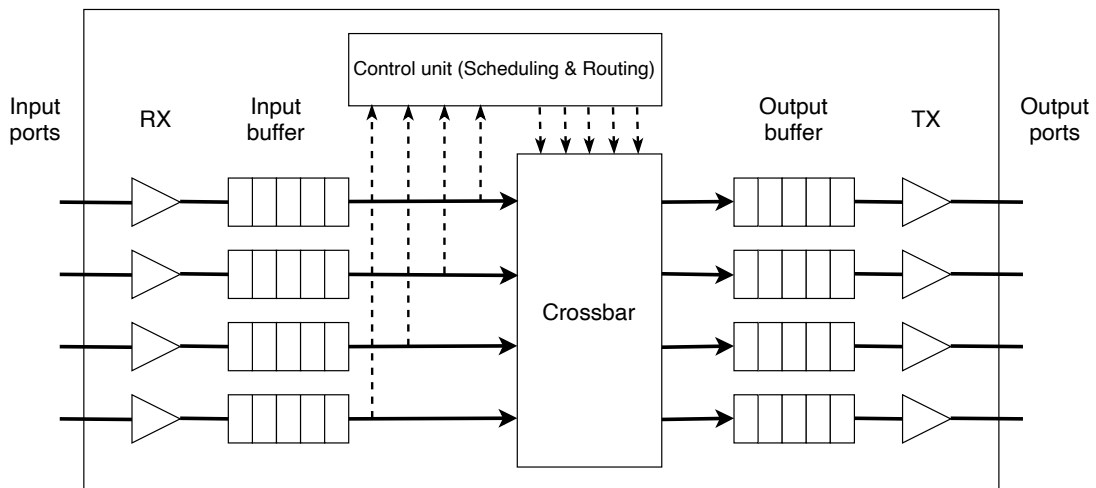 Control unit (Scheduling & Routing)
Input
ports
RX
Input
buffer
Output
buffer
TX
Output
ports
Crossbar